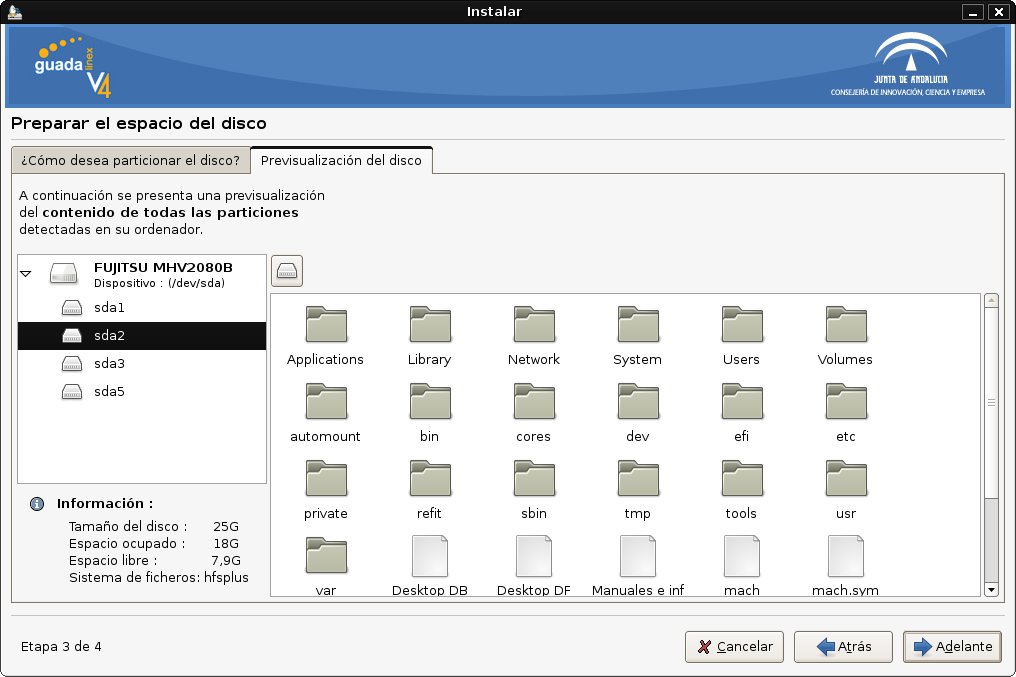 Instalar
guada
linex
V4
JUNTA DE ANDALUCIA
CONSEJERÍA DE INNOVACIÓN, CIENCIA Y EMPRESA
Preparar el espacio del disco
¿Cómo desea particionar el disco?
Previsualización del disco
A continuación se presenta una previsualización
del contenido de todas las particiones
detectadas en su ordenador.
FUJITSU MHV2080B
Dispositivo : (/dev/sda)
sda1
sda2
sda3
sda5
Información :
Tamaño del disco : 25G
Espacio ocupado : 18G
Espacio libre : 7,9G
Sistema de ficheros: hfsplus
Applications Library Network System Users Volumes
automount bin cores dev efi etc
private refit sbin tmp tools usr
var Desktop DB Desktop DF Manuales e inf mach mach.sym
Etapa 3 de 4
Cancelar
Atrás
Adelante